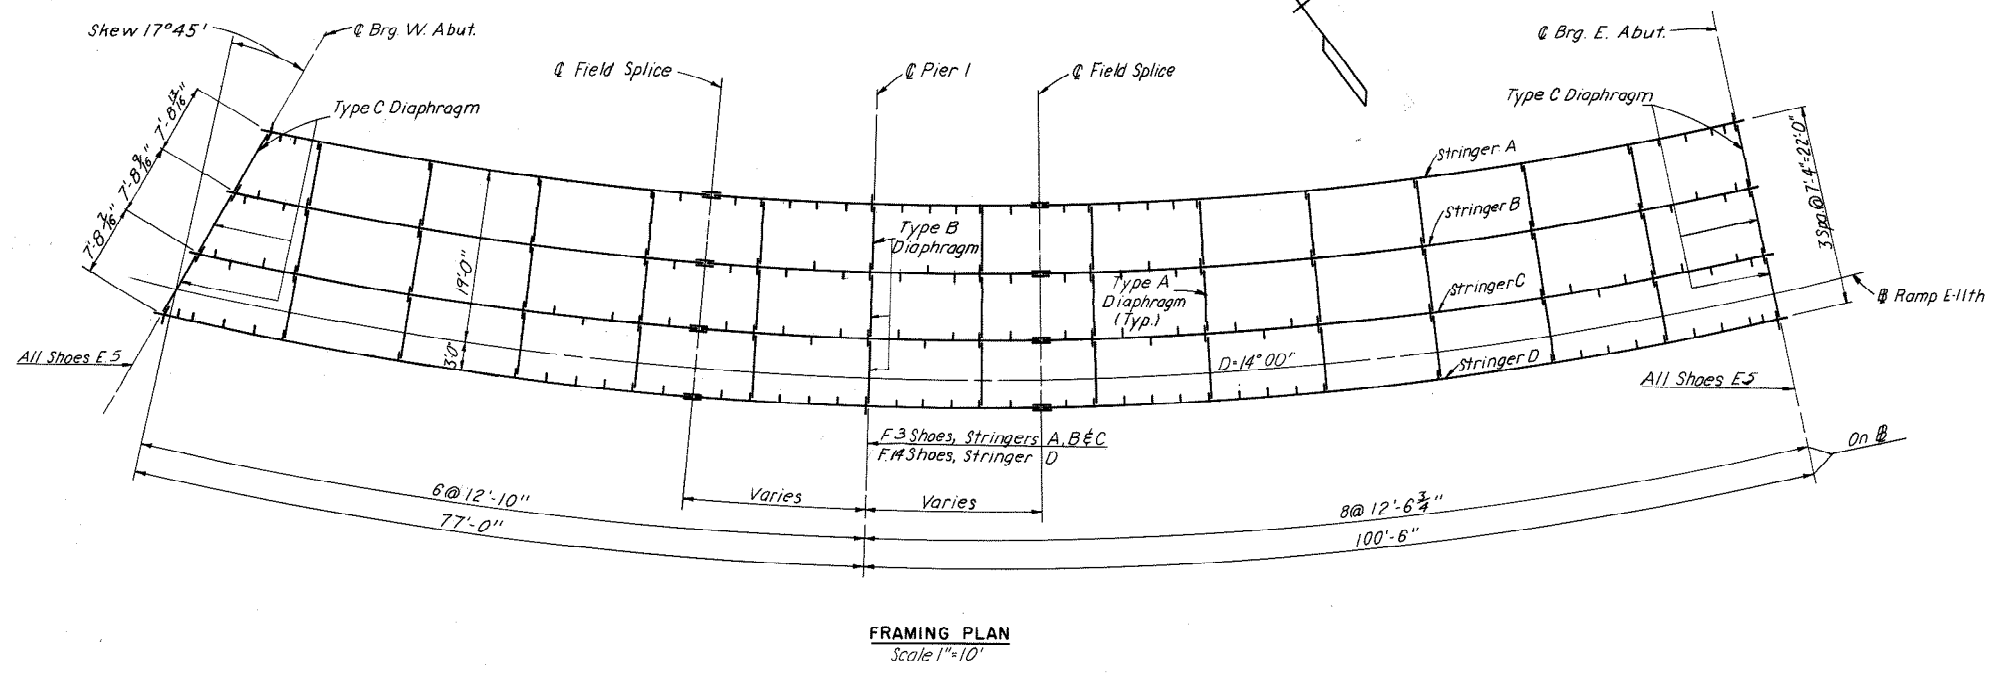 Skew 17°45'
℄ Brg. W. Abut.
℄ Field Splice
℄ Pier 1
℄ Field Splice
℄ Brg. E. Abut.
Type C Diaphragm
Type C Diaphragm
7'-8 13/16"
7'-8 9/16"
7'-8 7/16"
Stringer A
Stringer B
Stringer C
Stringer D
Type B
Diaphragm
Type A
Diaphragm
(Typ.)
19'-0"
3'-0"
3 Spa. @ 7'-4"=22'-0"
D=14°00'
Ramp E-11th
All Shoes E.5
All Shoes E-5
F.3 Shoes, Stringers A, B & C
F.14 Shoes, Stringer D
On
Varies
Varies
6 @ 12'-10"
77'-0"
8 @ 12'-6 3/4"
100'-6"
FRAMING PLAN
Scale 1"=10'